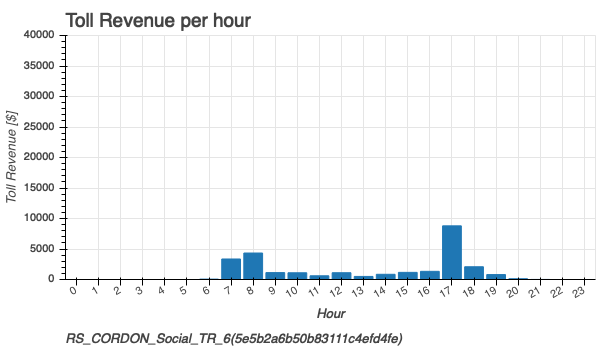 Toll Revenue per hour
40000
35000
30000
25000
20000
15000
10000
5000
0
Toll Revenue [$]
0 1 2 3 4 5 6 7 8 9 10 11 12 13 14 15 16 17 18 19 20 21 22 23
Hour
RS_CORDON_Social_TR_6(5e5b2a6b50b83111c4efd4fe)